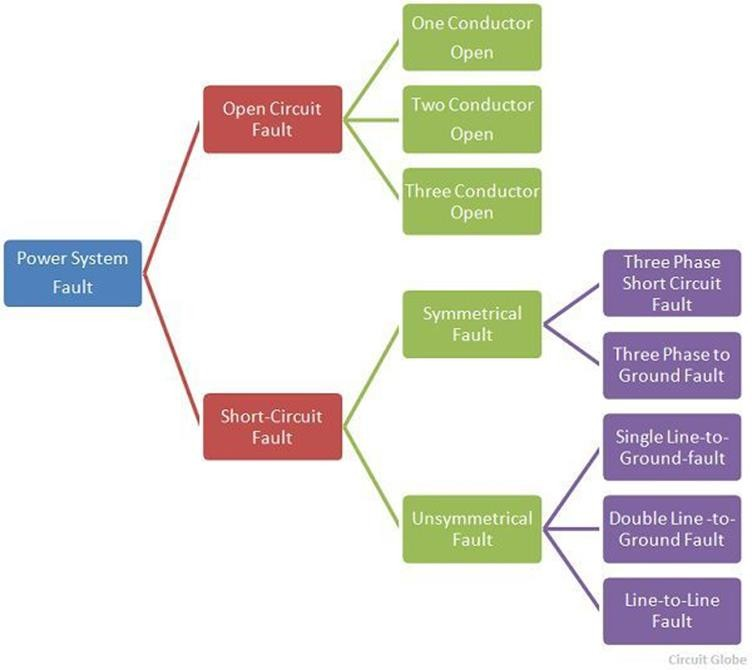 One Conductor
Open
Open Circuit
Fault
Two Conductor
Open
Three Conductor
Open
Power System
Fault
Three Phase
Short Circuit
Fault
Symmetrical
Fault
Three Phase to
Ground Fault
Short-Circuit
Fault
Single Line-to-
Ground-fault
Unsymmetrical
Fault
Double Line -to-
Ground Fault
Line-to-Line
Fault
Circuit Globe